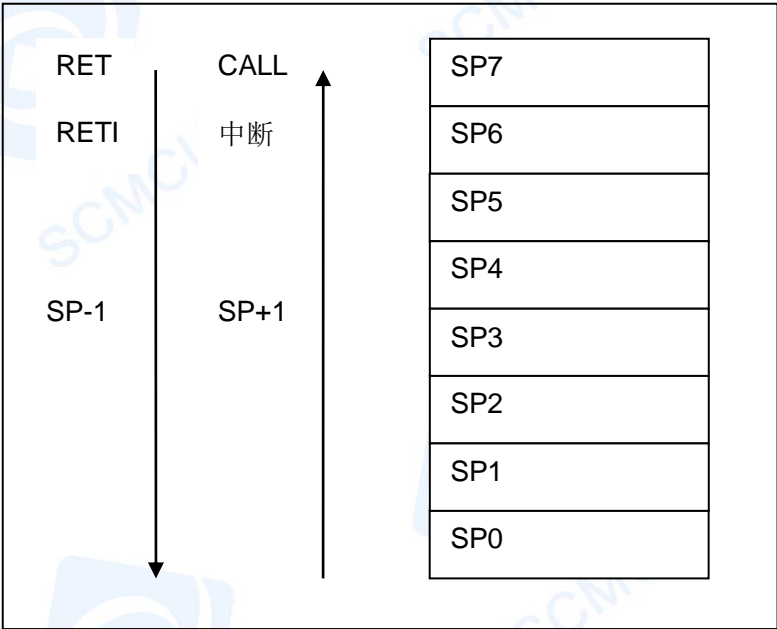 RET CALL SP7
RETI 中断 SP6
SP5
SP4
SP-1 SP+1
SP3
SP2
SP1
SP0